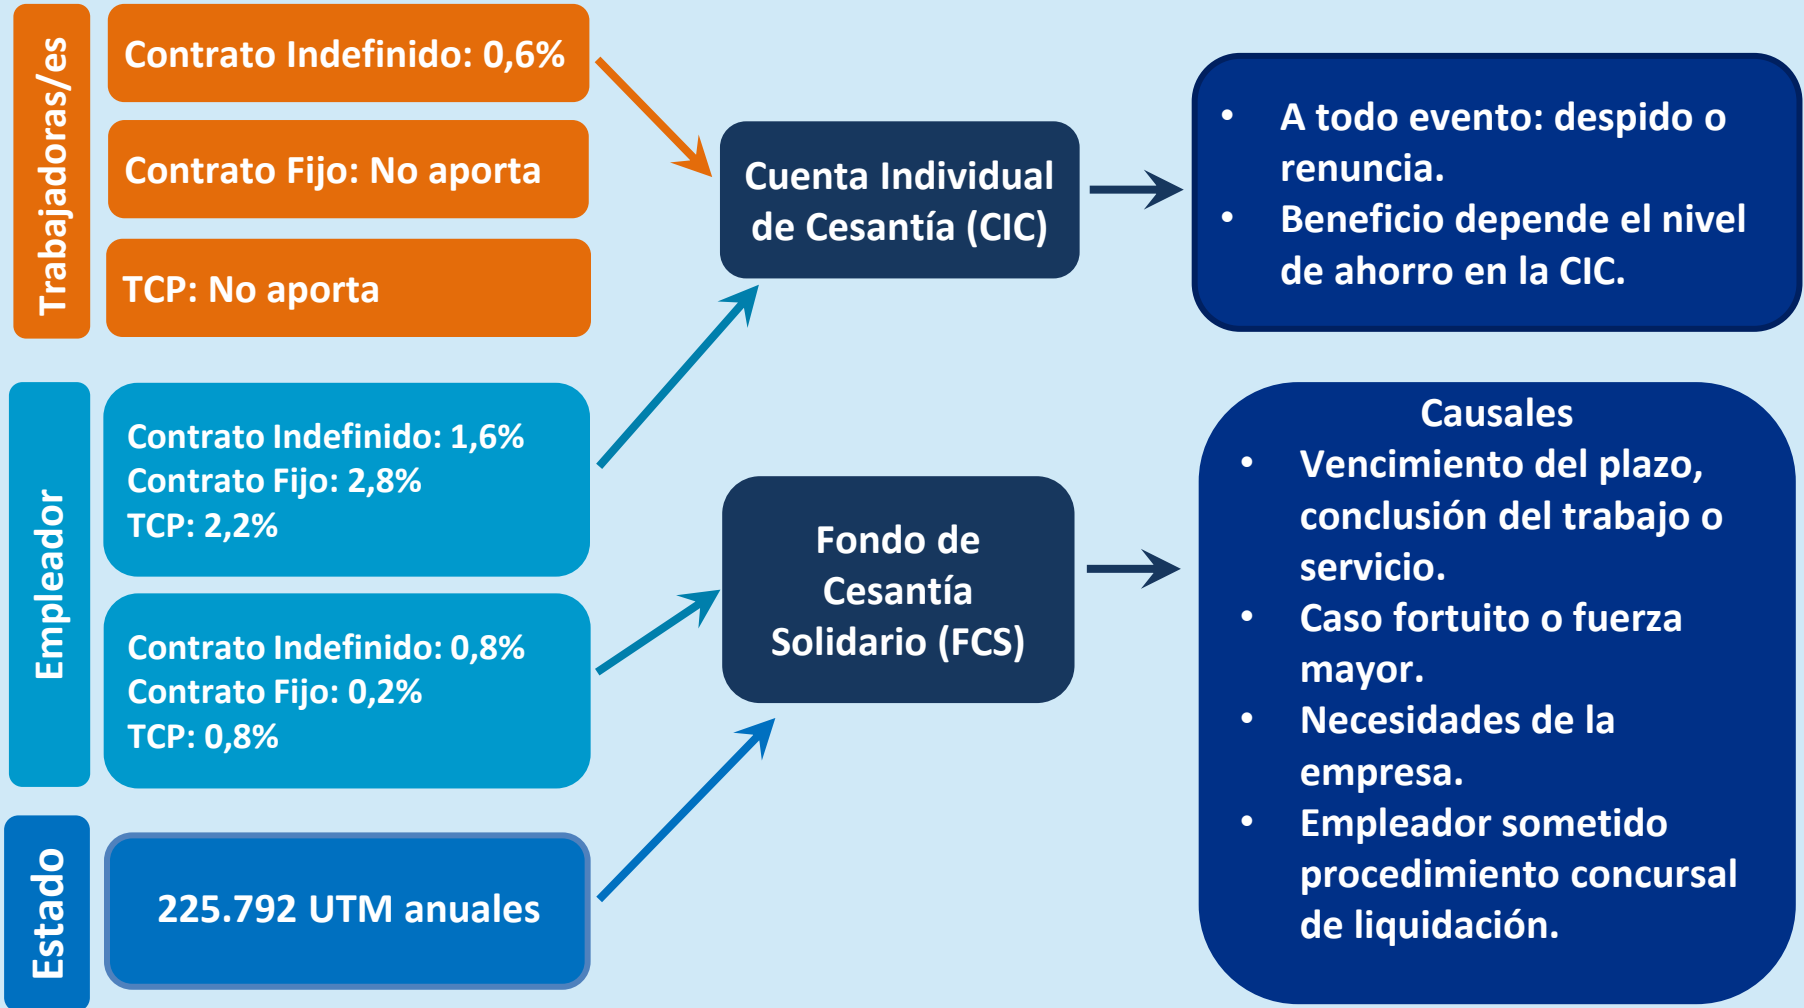 Trabajadoras/es
Contrato Indefinido: 0,6%
Contrato Fijo: No aporta
TCP: No aporta
Empleador
Contrato Indefinido: 1,6%
Contrato Fijo: 2,8%
TCP: 2,2%
Contrato Indefinido: 0,8%
Contrato Fijo: 0,2%
TCP: 0,8%
Estado
225.792 UTM anuales
Cuenta Individual
de Cesantía (CIC)
Fondo de
Cesantía
Solidario (FCS)
• A todo evento: despido o
renuncia.
• Beneficio depende el nivel
de ahorro en la CIC.
Causales
• Vencimiento del plazo,
conclusión del trabajo o
servicio.
• Caso fortuito o fuerza
mayor.
• Necesidades de la
empresa.
• Empleador sometido
procedimiento concursal
de liquidación.